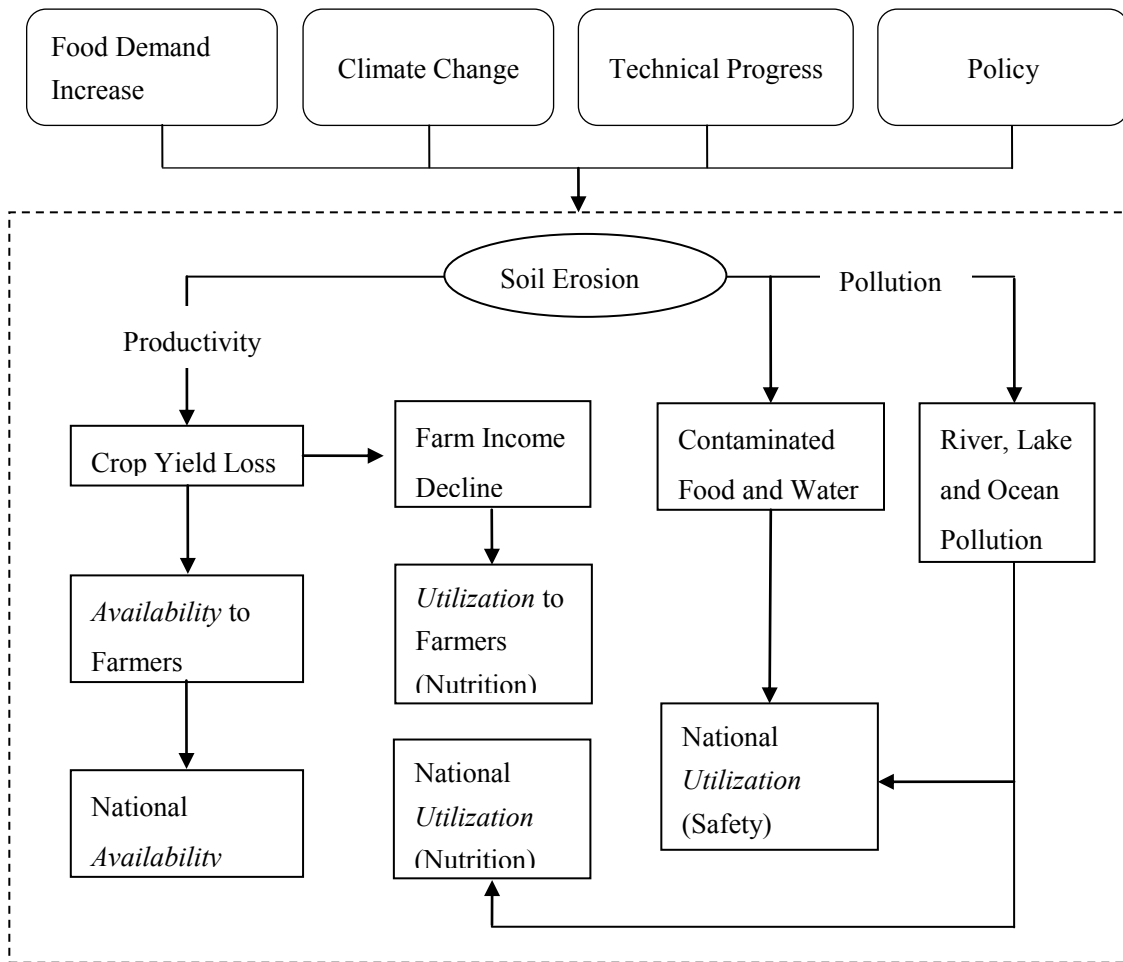 Food Demand
Increase
Climate Change
Technical Progress
Policy
Soil Erosion
Pollution
Productivity
Crop Yield Loss
Farm Income
Decline
Contaminated
Food and Water
River, Lake
and Ocean
Pollution
Availability to
Farmers
Utilization to
Farmers
(Nutrition)
National
Availability
National
Utilization
(Nutrition)
National
Utilization
(Safety)